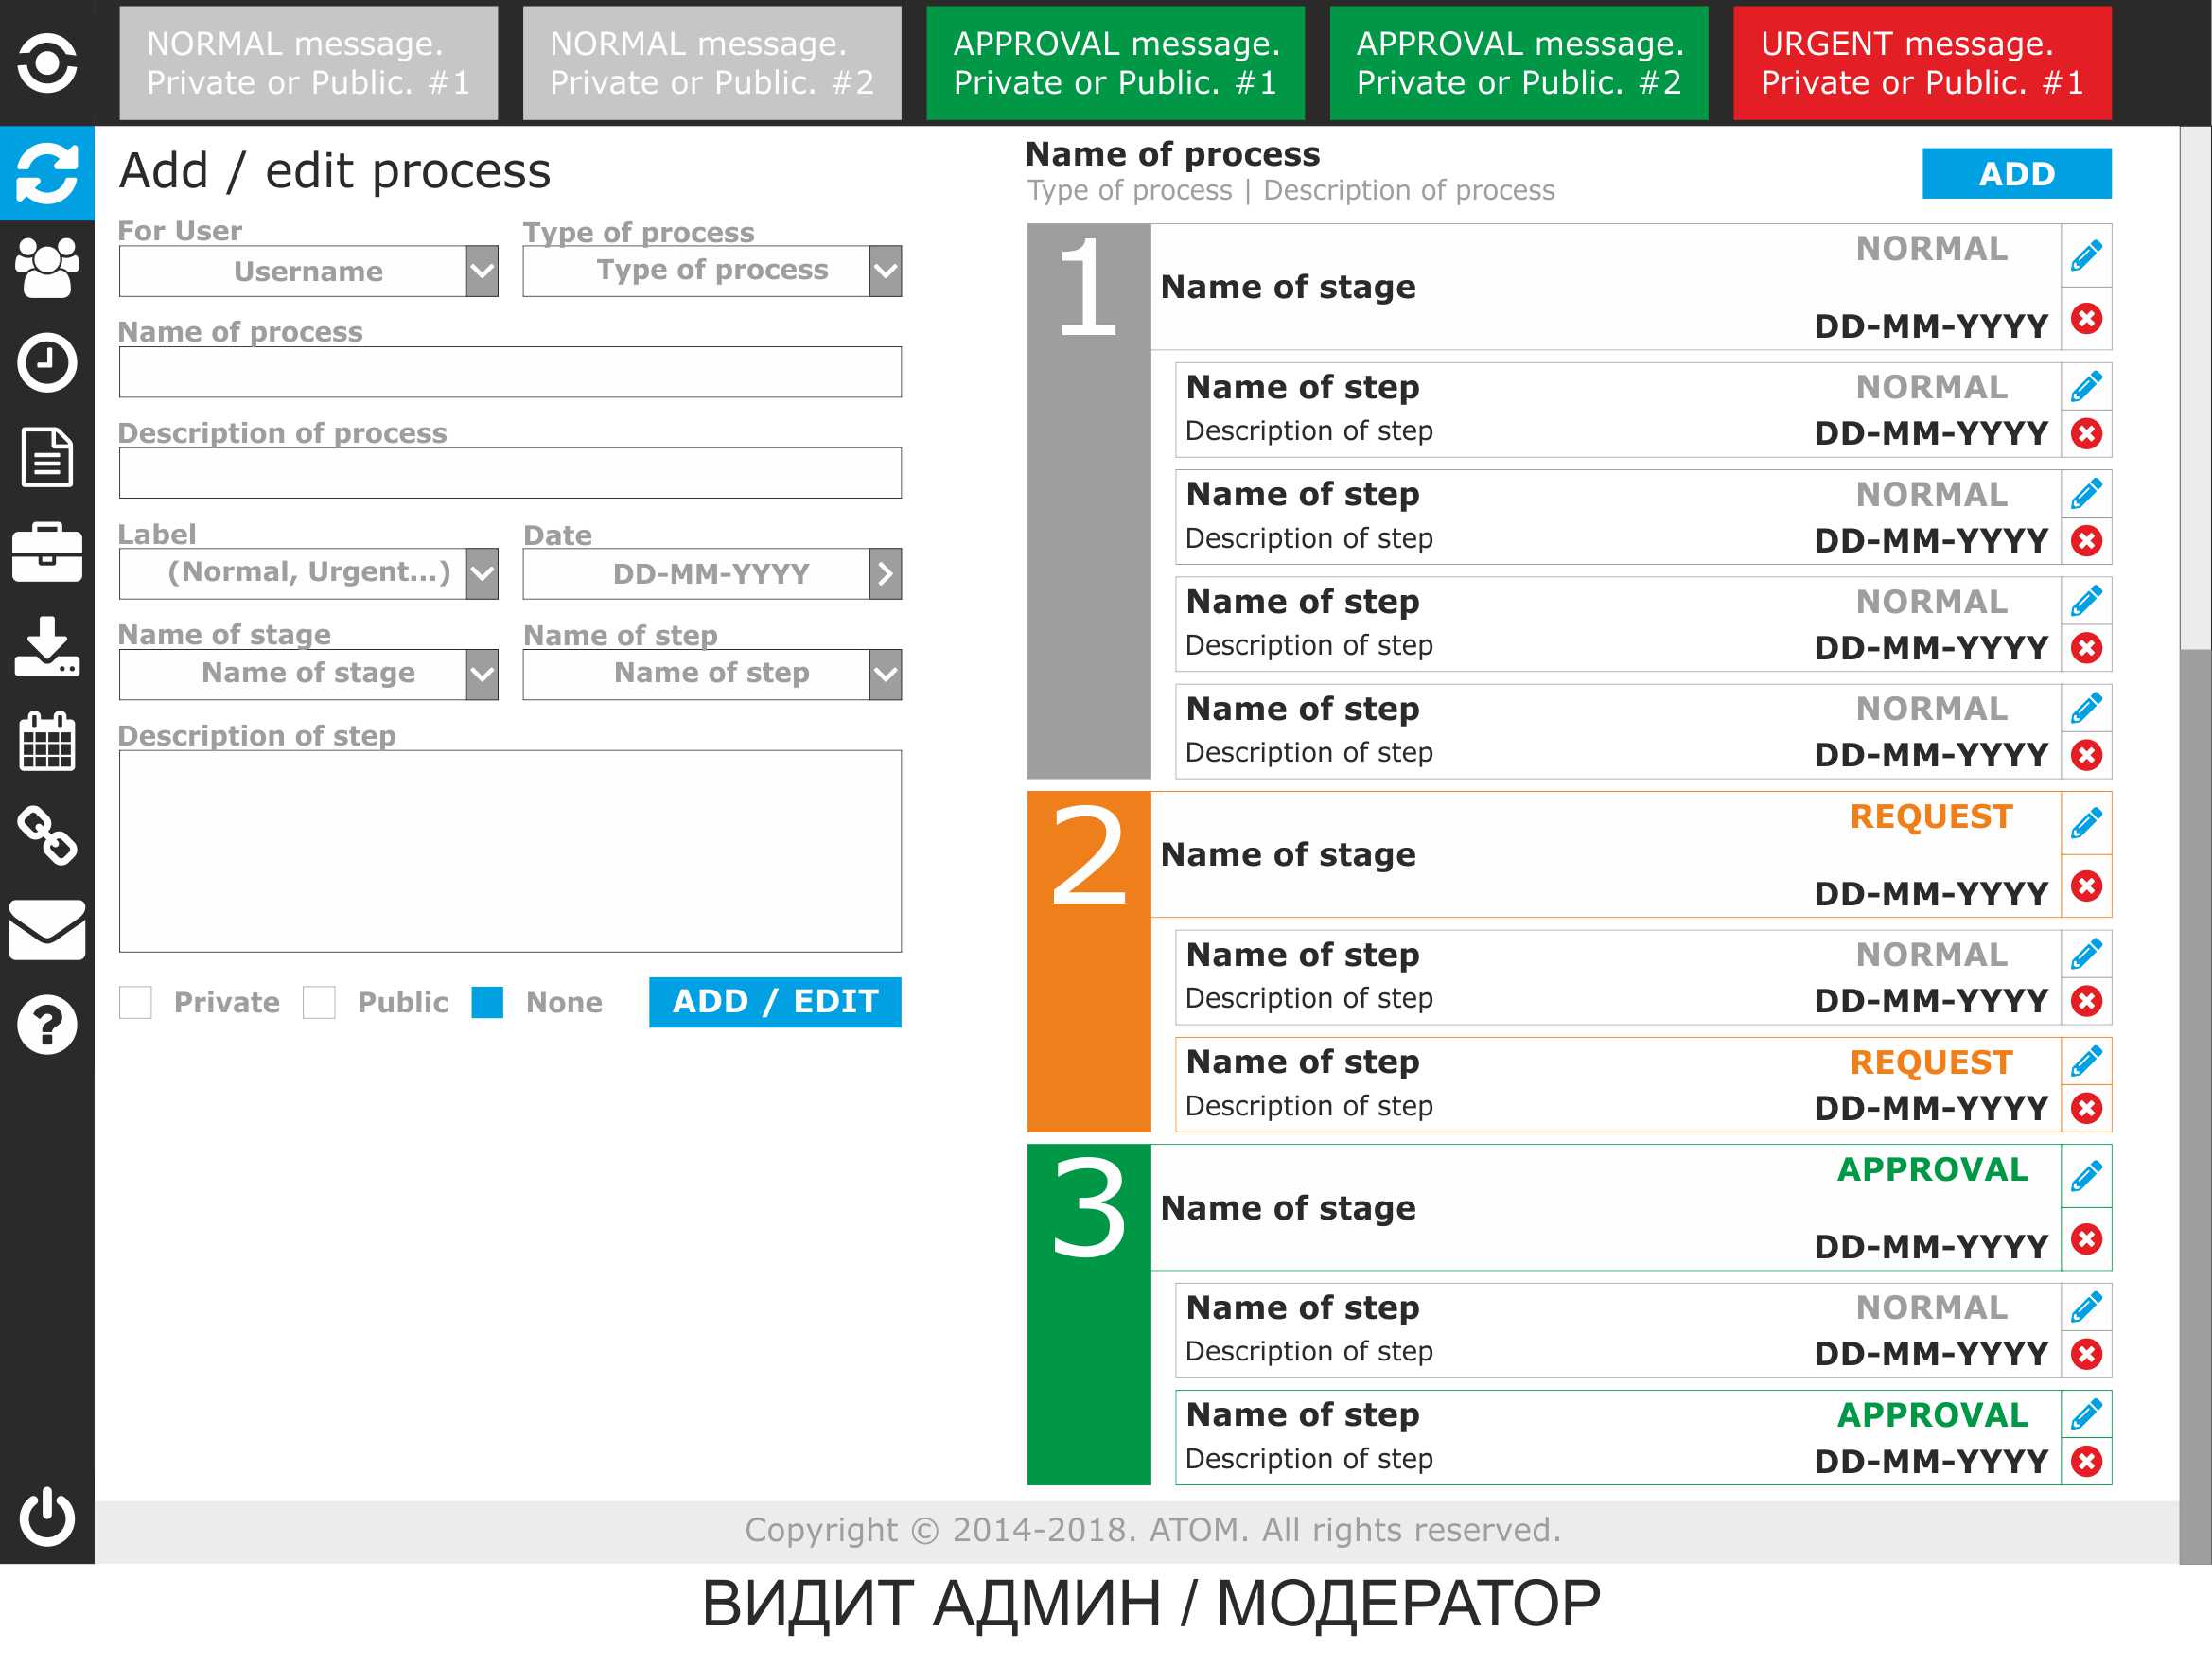 NORMAL message.
Private or Public. #1
NORMAL message.
Private or Public. #2
APPROVAL message.
Private or Public. #1
APPROVAL message.
Private or Public. #2
URGENT message.
Private or Public. #1
Add / edit process
For User
Type of process
Username
Type of process
Name of process
Description of process
Label
Date
(Normal, Urgent...)
DD-MM-YYYY
Name of stage
Name of step
Name of stage
Name of step
Description of step
Private
Public
None
ADD / EDIT
Name of process
Type of process | Description of process
ADD
1
Name of stage
NORMAL
DD-MM-YYYY
Name of step
NORMAL
Description of step
DD-MM-YYYY
Name of step
NORMAL
Description of step
DD-MM-YYYY
Name of step
NORMAL
Description of step
DD-MM-YYYY
Name of step
NORMAL
Description of step
DD-MM-YYYY
2
Name of stage
REQUEST
DD-MM-YYYY
Name of step
NORMAL
Description of step
DD-MM-YYYY
Name of step
REQUEST
Description of step
DD-MM-YYYY
3
Name of stage
APPROVAL
DD-MM-YYYY
Name of step
NORMAL
Description of step
DD-MM-YYYY
Name of step
APPROVAL
Description of step
DD-MM-YYYY
Copyright © 2014-2018. ATOM. All rights reserved.
ВИДИТ АДМИН / МОДЕРАТОР